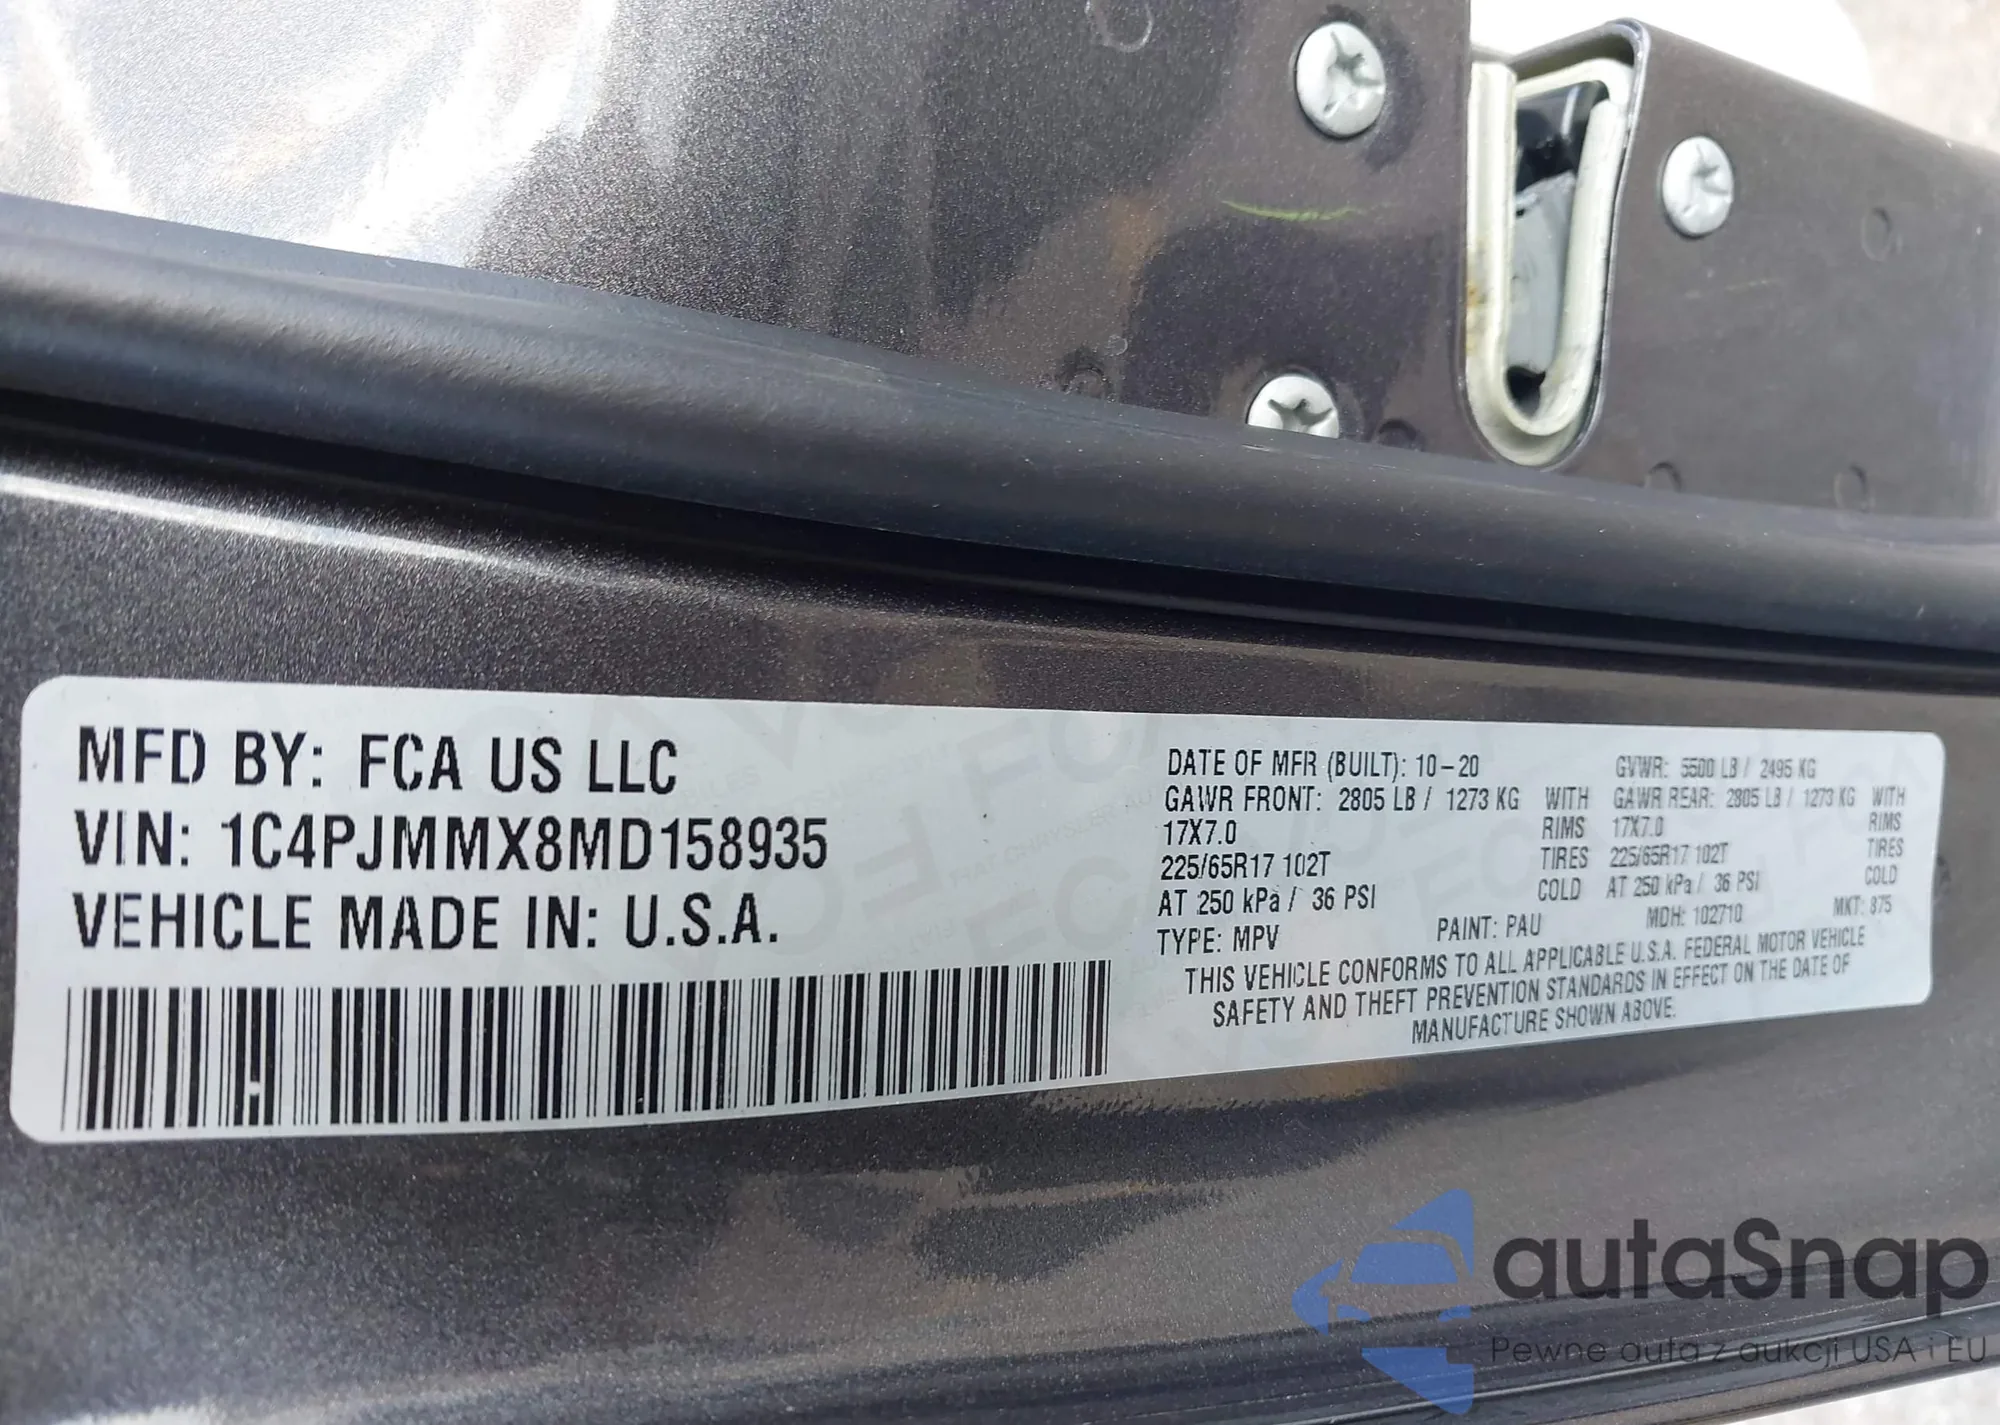 MFD BY: FCA US LLC
VIN: 1C4PJMMX8MD158935
VEHICLE MADE IN: U.S.A.
DATE OF MFR (BUILT): 10-20 GVWR: 5500 LB / 2495 KG
GAWR FRONT: 2805 LB / 1273 KG WITH GAWR REAR: 2805 LB / 1273 KG WITH
17X7.0 RIMS 17X7.0 RIMS
225/65R17 102T TIRES 225/65R17 102T TIRES
AT 250 kPa / 36 PSI COLD AT 250 kPa / 36 PSI COLD
TYPE: MPV PAINT: PAU MDH: 102710 MKT: 875
THIS VEHICLE CONFORMS TO ALL APPLICABLE U.S.A. FEDERAL MOTOR VEHICLE
SAFETY AND THEFT PREVENTION STANDARDS IN EFFECT ON THE DATE OF
MANUFACTURE SHOWN ABOVE.
autaSnap
Pewne auta z aukcji USA i EU